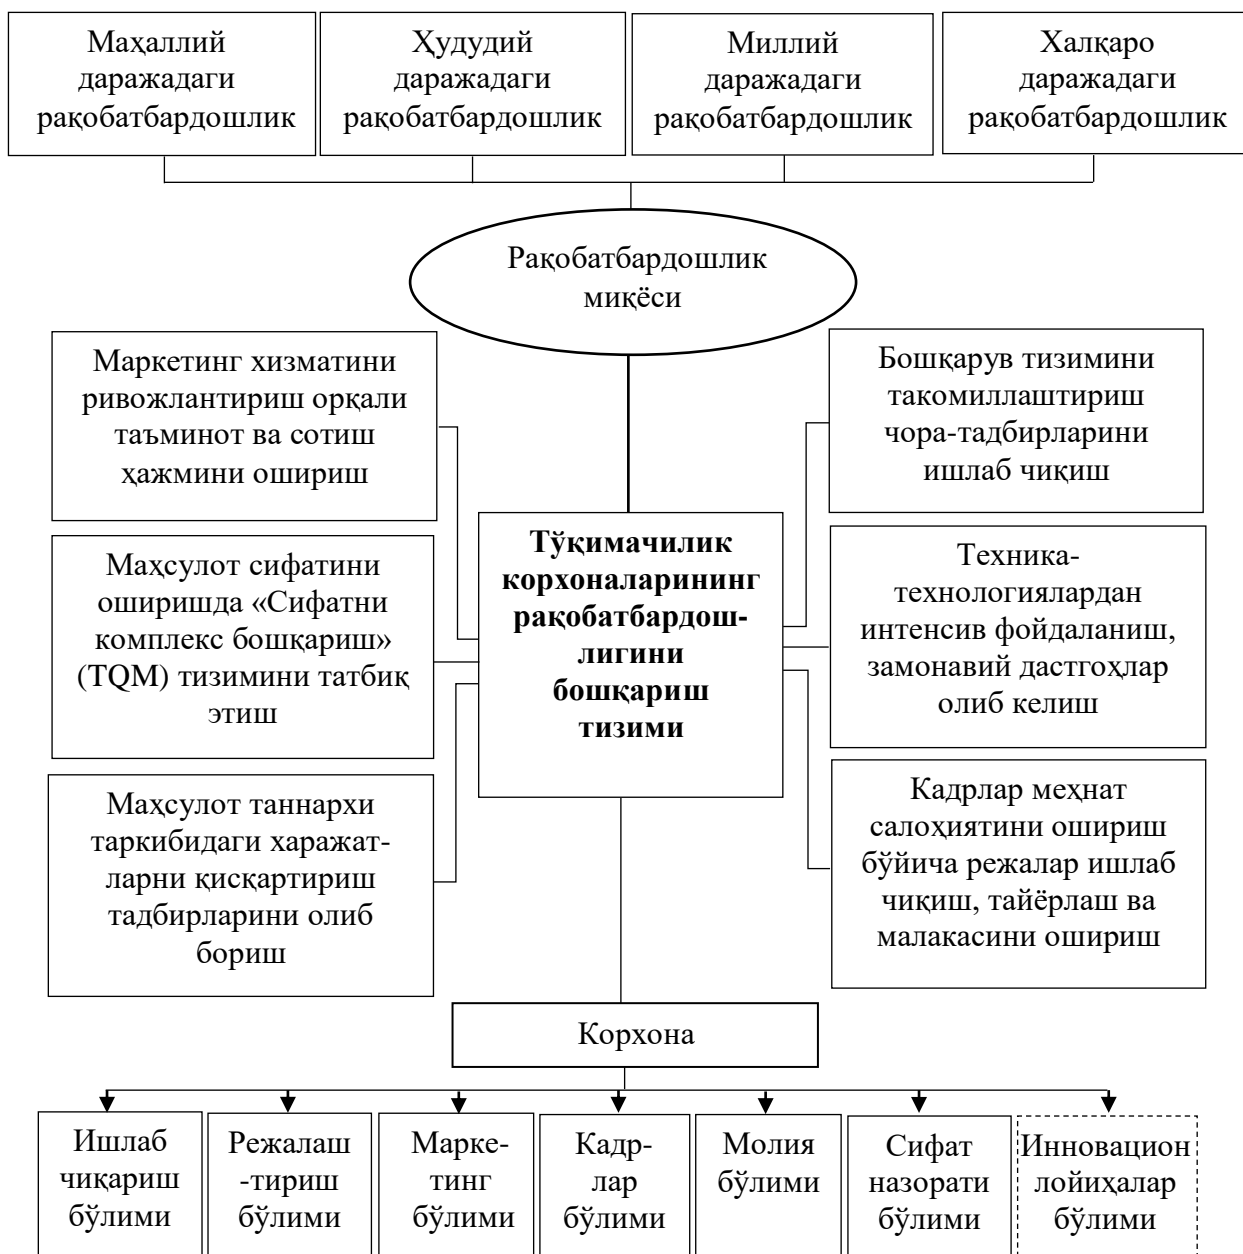 Маҳаллий
даражадаги
рақобатбардошлик
Ҳудудий
даражадаги
рақобатбардошлик
Миллий
даражадаги
рақобатбардошлик
Халқаро
даражадаги
рақобатбардошлик
Рақобатбардошлик
миқёси
Маркетинг хизматини
ривожлантириш орқали
таъминот ва сотиш
ҳажмини ошириш
Маҳсулот сифатини
оширишда «Сифатни
комплекс бошқариш»
(TQM) тизимини татбиқ
этиш
Маҳсулот таннархи
таркибидаги харажат-
ларни қисқартириш
тадбирларини олиб
бориш
Тўқимачилик
корхоналарининг
рақобатбардош-
лигини
бошқариш
тизими
Бошқарув тизимини
такомиллаштириш
чора-тадбирларини
ишлаб чиқиш
Техника-
технологиялардан
интенсив фойдаланиш,
замонавий дастгоҳлар
олиб келиш
Кадрлар меҳнат
салоҳиятини ошириш
бўйича режалар ишлаб
чиқиш, тайёрлаш ва
малакасини ошириш
Корхона
Ишлаб
чиқариш
бўлими
Режалаш
-тириш
бўлими
Марке-
тинг
бўлими
Кадр-
лар
бўлими
Молия
бўлими
Сифат
назорати
бўлими
Инновацион
лойиҳалар
бўлими